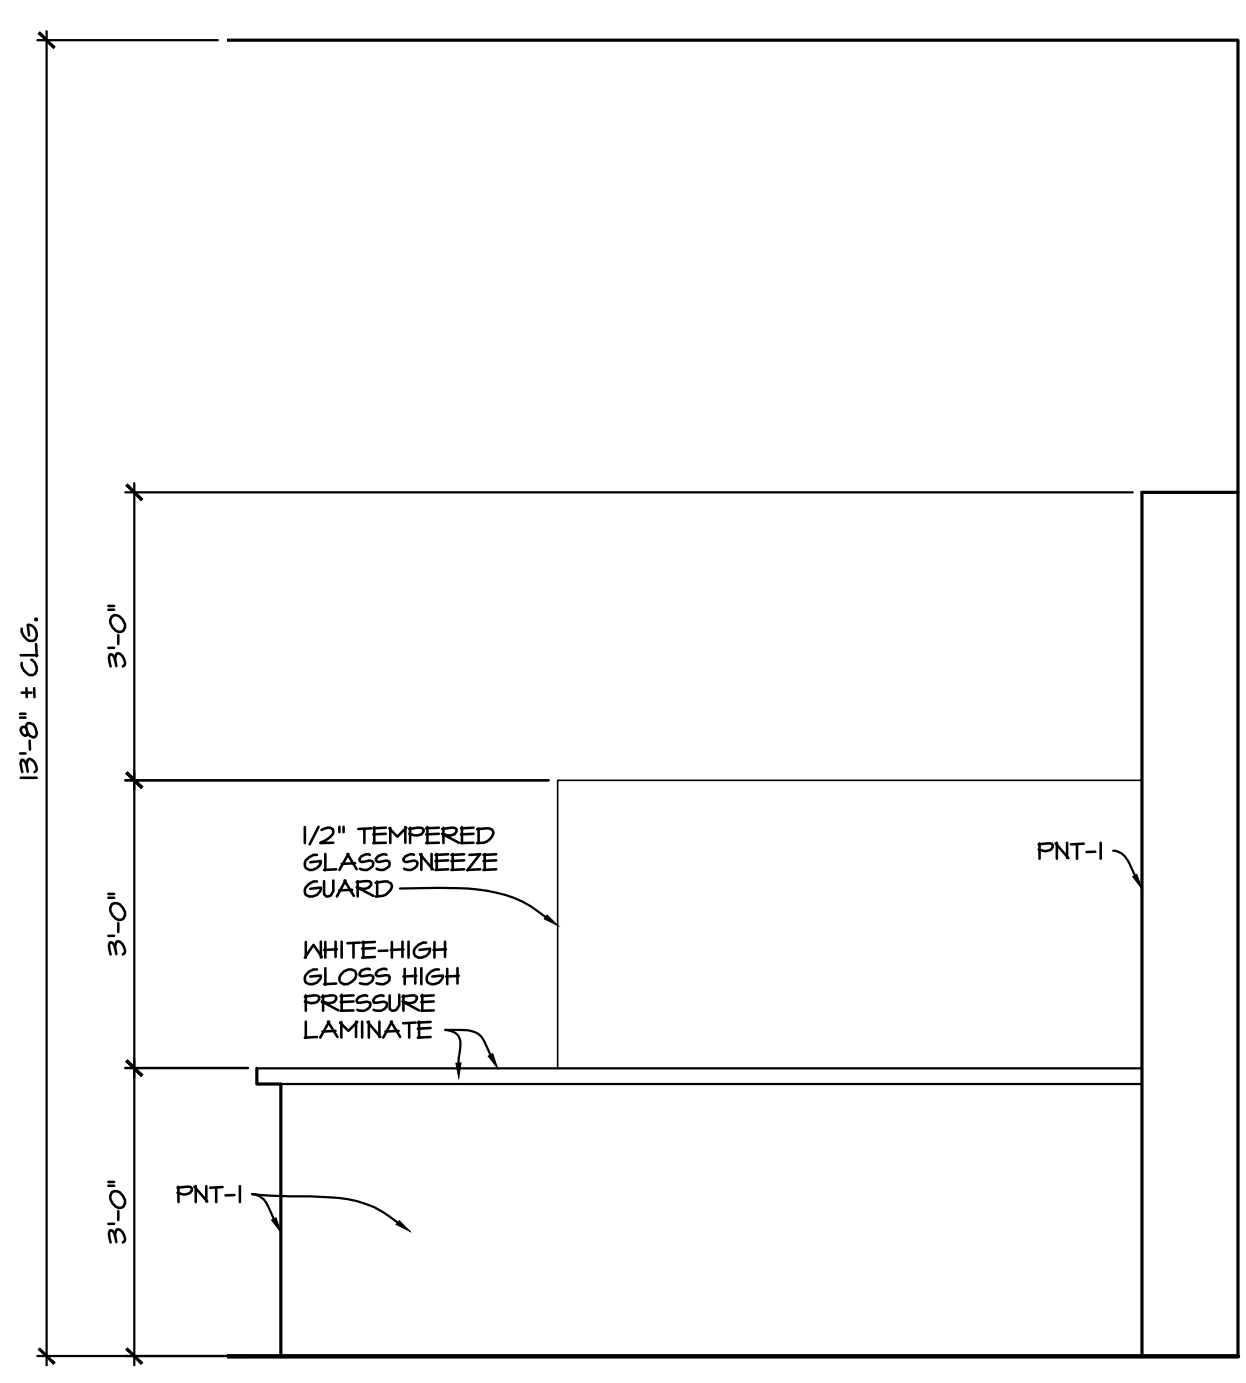 13'-8" ± CLG.
3'-0"
3'-0"
1/2" TEMPERED
GLASS SNEEZE
GUARD
PNT-1
WHITE-HIGH
GLOSS HIGH
PRESSURE
LAMINATE
3'-0"
PNT-1